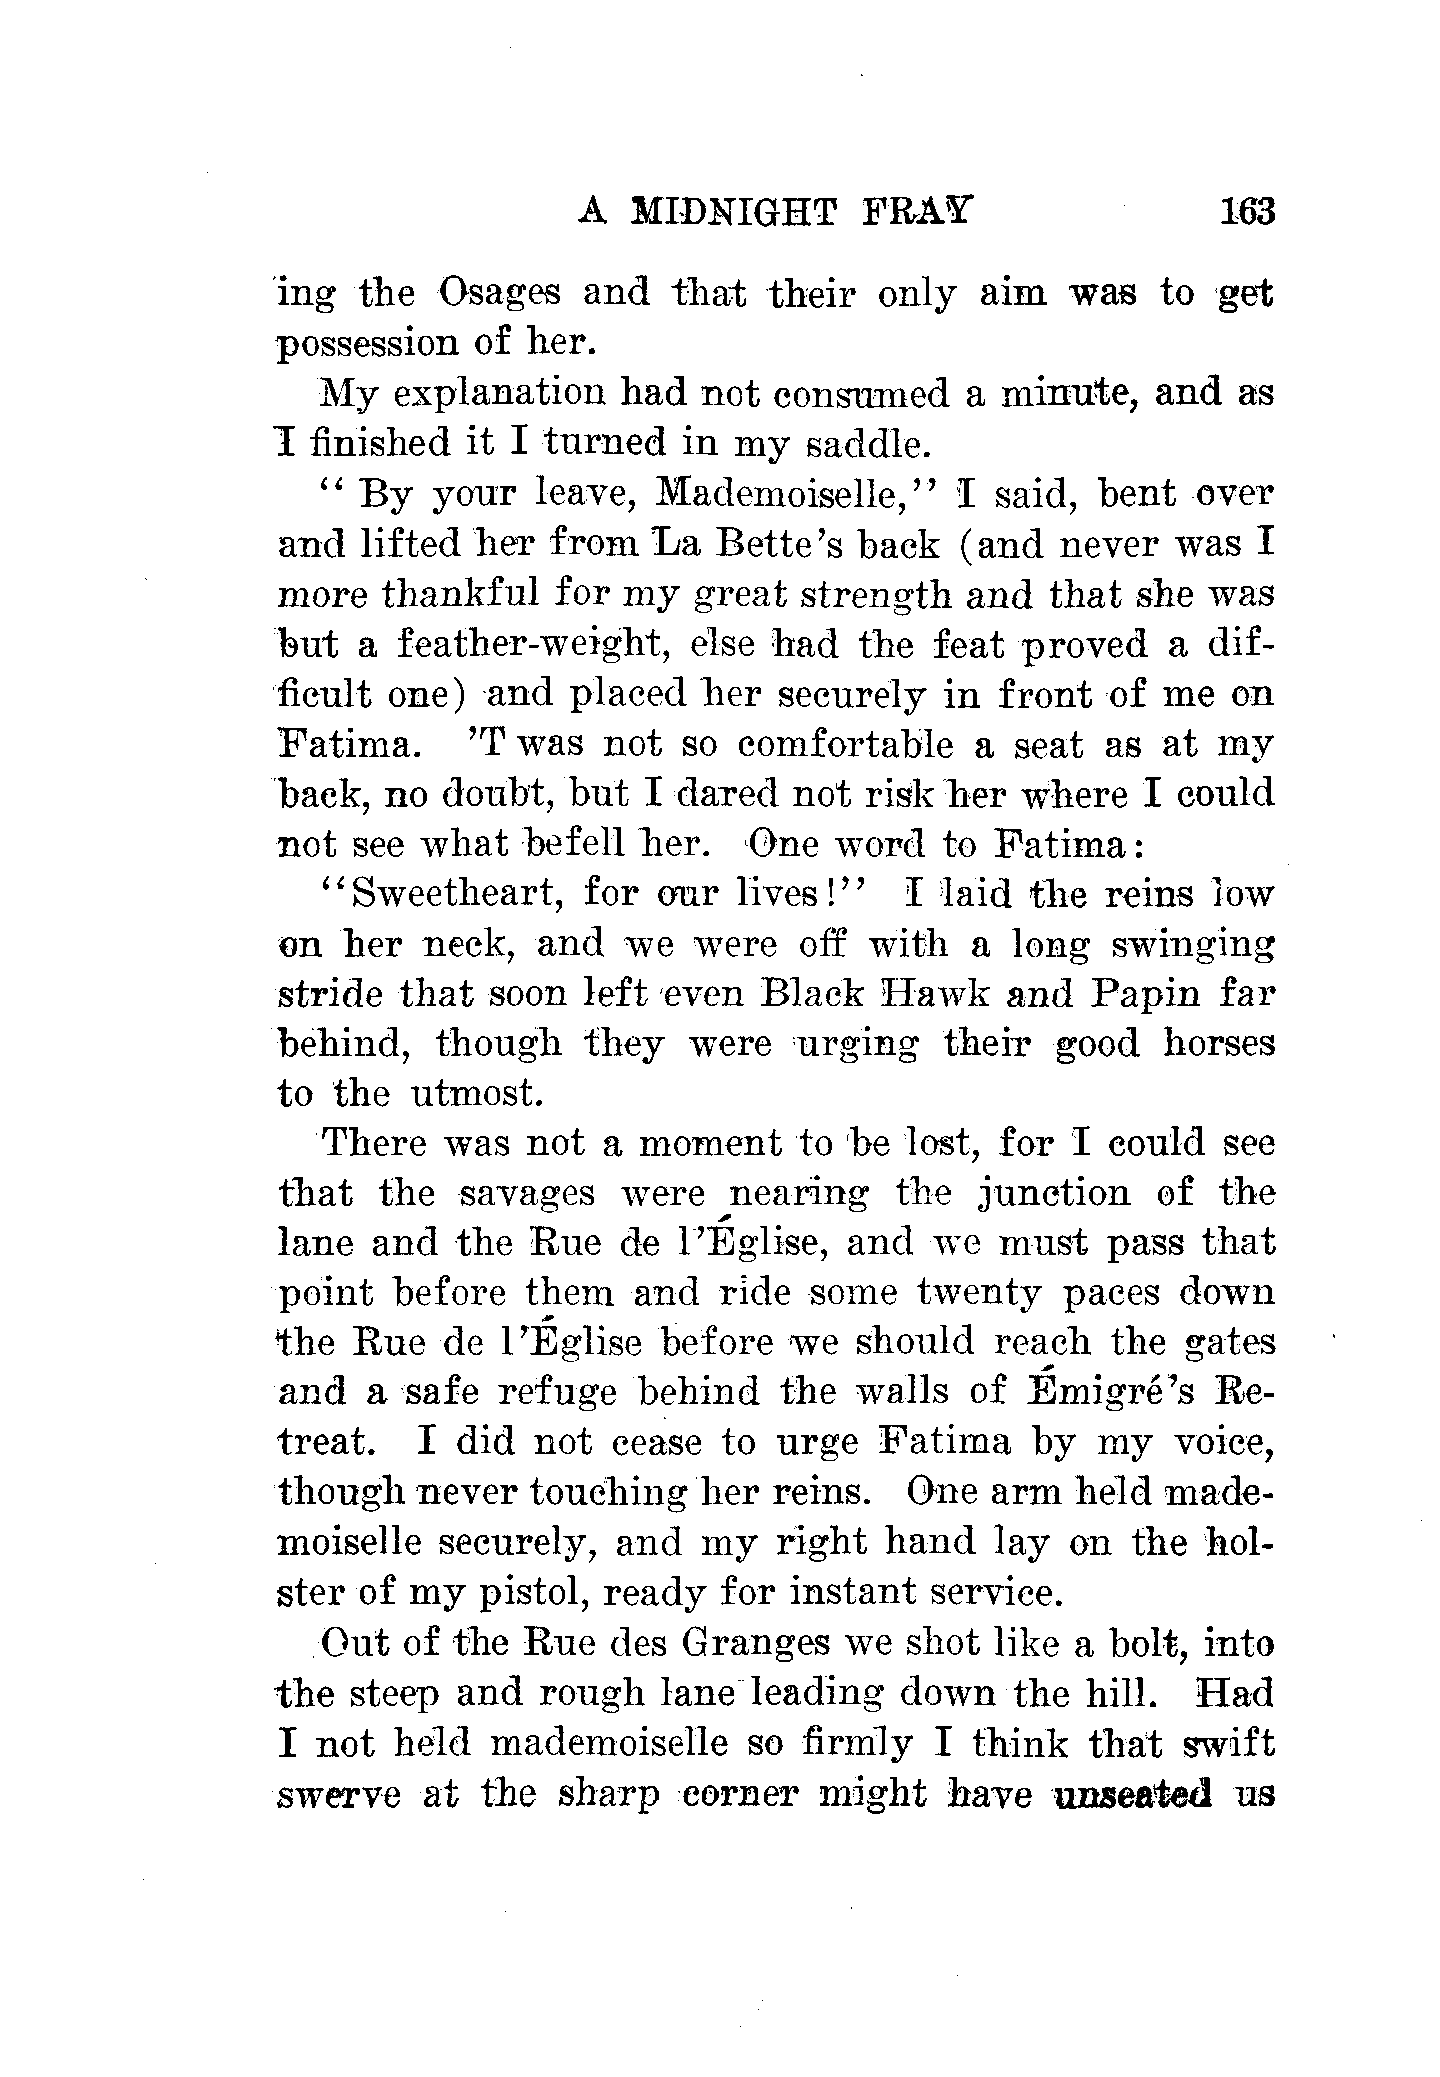 A MIDNIGHT FRAY 163
ing the Osages and that their only aim was to get
possession of her.
My explanation had not consumed a minute, and as
I finished it I turned in my saddle.
“ By your leave, Mademoiselle,” I said, bent over
and lifted her from La Bette’s back (and never was I
more thankful for my great strength and that she was
but a feather-weight, else had the feat proved a dif-
ficult one) and placed her securely in front of me on
Fatima. ’T was not so comfortable a seat as at my
back, no doubt, but I dared not risk her where I could
not see what befell her. One word to Fatima:
“Sweetheart, for our lives!” I laid the reins low
on her neck, and we were off with a long swinging
stride that soon left even Black Hawk and Papin far
behind, though they were urging their good horses
to the utmost.
There was not a moment to be lost, for I could see
that the savages were nearing the junction of the
lane and the Rue de l’Église, and we must pass that
point before them and ride some twenty paces down
the Rue de l’Église before we should reach the gates
and a safe refuge behind the walls of Émigré’s Re-
treat. I did not cease to urge Fatima by my voice,
though never touching her reins. One arm held made-
moiselle securely, and my right hand lay on the hol-
ster of my pistol, ready for instant service.
Out of the Rue des Granges we shot like a bolt, into
the steep and rough lane leading down the hill. Had
I not held mademoiselle so firmly I think that swift
swerve at the sharp corner might have unseated us